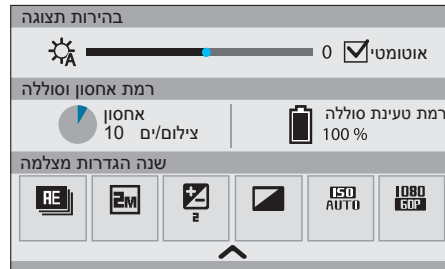 בהירות תצוגה
אוטומטי 0
A
רמת אחסון וסוללה
רמת טעינת סוללה
100 %
אחסון
10 צילום/ים
שנה הגדרות מצלמה
AE
2M
2
ISO
AUTO
1080
60P